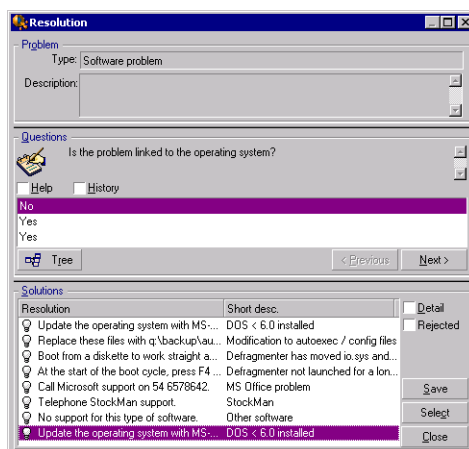 Resolution
Problem
Type: Software problem
Description:
Questions
Is the problem linked to the operating system?
Help History
No
Yes
Yes
Tree < Previous Next >
Solutions
Resolution Short desc. Detail
Update the operating system with MS-... DOS < 6.0 installed Rejected
Replace these files with q:\backup\au... Modification to autoexec / config files
Boot from a diskette to work straight a... Defragmenter has moved io.sys and...
At the start of the boot cycle, press F4 ... Defragmenter not launched for a lon...
Call Microsoft support on 54 6578642. MS Office problem Save
Telephone StockMan support. StockMan
No support for this type of software. Other software Select
Update the operating system with MS-... DOS < 6.0 installed Close